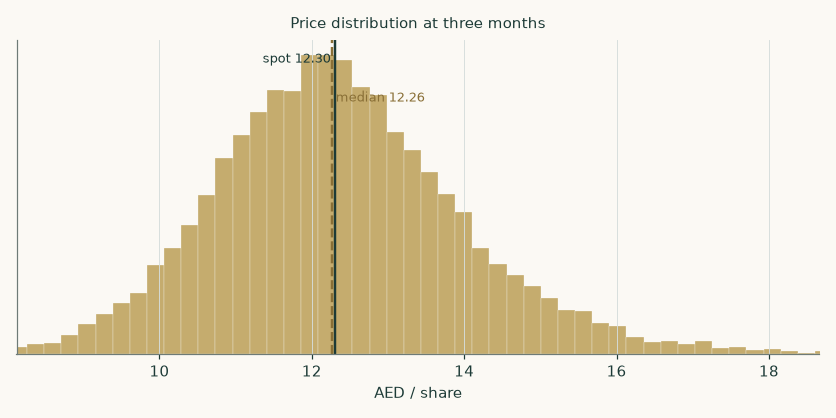 Price distribution at three months
spot 12.30
median 12.26
10 12 14 16 18
AED / share